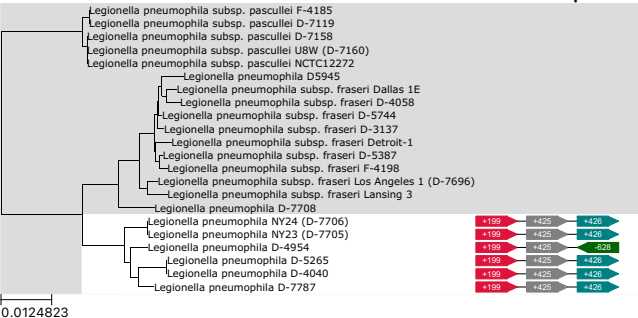 Legionella pneumophila subsp. pascullei F-4185
Legionella pneumophila subsp. pascullei D-7119
Legionella pneumophila subsp. pascullei D-7158
Legionella pneumophila subsp. pascullei U8W (D-7160)
Legionella pneumophila subsp. pascullei NCTC12272
Legionella pneumophila D5945
Legionella pneumophila subsp. fraseri Dallas 1E
Legionella pneumophila subsp. fraseri D-4058
Legionella pneumophila subsp. fraseri D-5744
Legionella pneumophila subsp. fraseri D-3137
Legionella pneumophila subsp. fraseri Detroit-1
Legionella pneumophila subsp. fraseri D-5387
Legionella pneumophila subsp. fraseri F-4198
Legionella pneumophila subsp. fraseri Los Angeles 1 (D-7696)
Legionella pneumophila subsp. fraseri Lansing 3
Legionella pneumophila D-7708
Legionella pneumophila NY24 (D-7706) +199 +425 +426
Legionella pneumophila NY23 (D-7705) +199 +425 +426
Legionella pneumophila D-4954 +199 +425 -628
Legionella pneumophila D-5265 +199 +425 +426
Legionella pneumophila D-4040 +199 +425 +426
Legionella pneumophila D-7787 +199 +425 +426
0.0124823